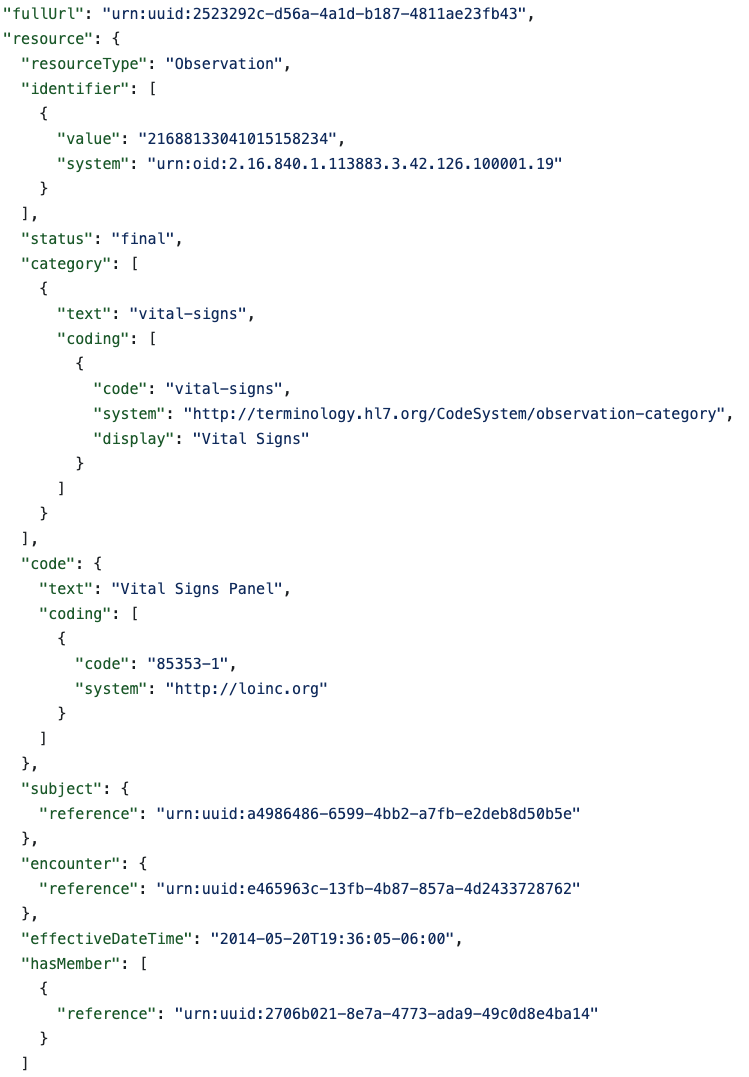 "fullUrl": "urn:uuid:2523292c-d56a-4a1d-b187-4811ae23fb43",
"resource": {
  "resourceType": "Observation",
  "identifier": [
    {
      "value": "21688133041015158234",
      "system": "urn:oid:2.16.840.1.113883.3.42.126.100001.19"
    }
  ],
  "status": "final",
  "category": [
    {
      "text": "vital-signs",
      "coding": [
        {
          "code": "vital-signs",
          "system": "http://terminology.hl7.org/CodeSystem/observation-category",
          "display": "Vital Signs"
        }
      ]
    }
  ],
  "code": {
    "text": "Vital Signs Panel",
    "coding": [
      {
        "code": "85353-1",
        "system": "http://loinc.org"
      }
    ]
  },
  "subject": {
    "reference": "urn:uuid:a4986486-6599-4bb2-a7fb-e2deb8d50b5e"
  },
  "encounter": {
    "reference": "urn:uuid:e465963c-13fb-4b87-857a-4d2433728762"
  },
  "effectiveDateTime": "2014-05-20T19:36:05-06:00",
  "hasMember": [
    {
      "reference": "urn:uuid:2706b021-8e7a-4773-ada9-49c0d8e4ba14"
    }
  ]